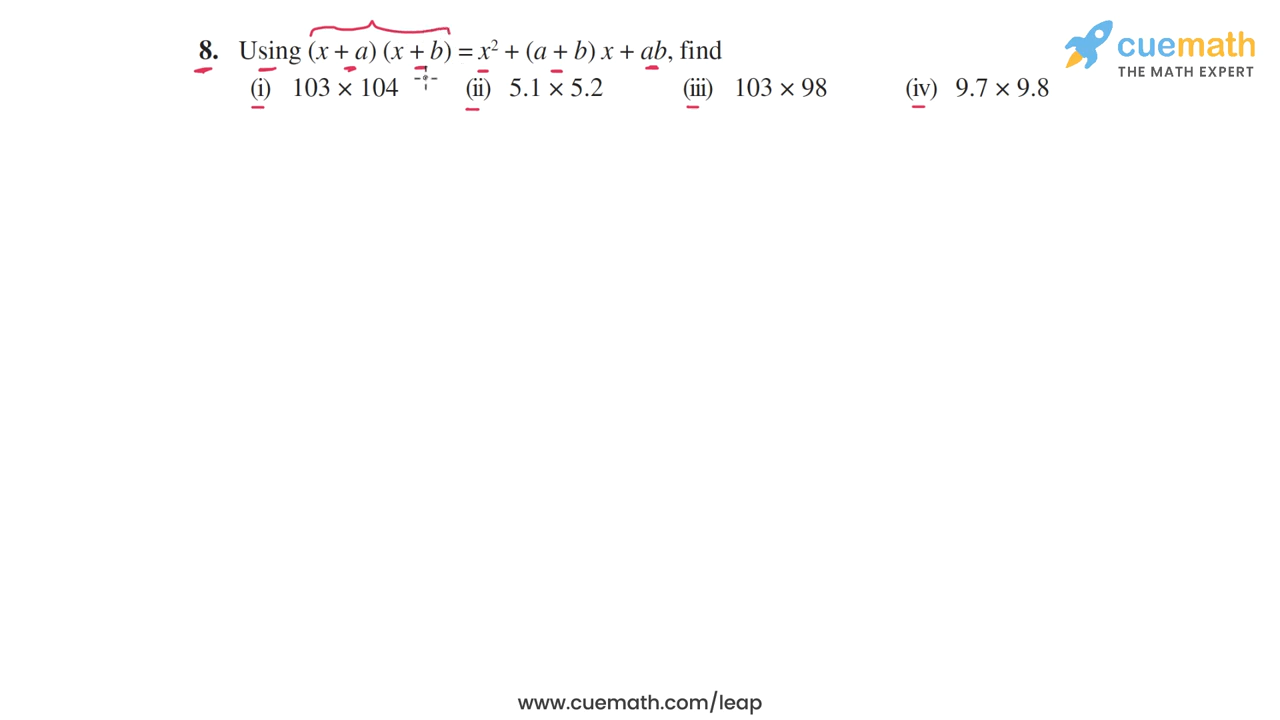 8. Using (x + a) (x + b) = x² + (a + b) x + ab, find
(i) 103 × 104 (ii) 5.1 × 5.2 (iii) 103 × 98 (iv) 9.7 × 9.8
cuemath
THE MATH EXPERT
www.cuemath.com/leap